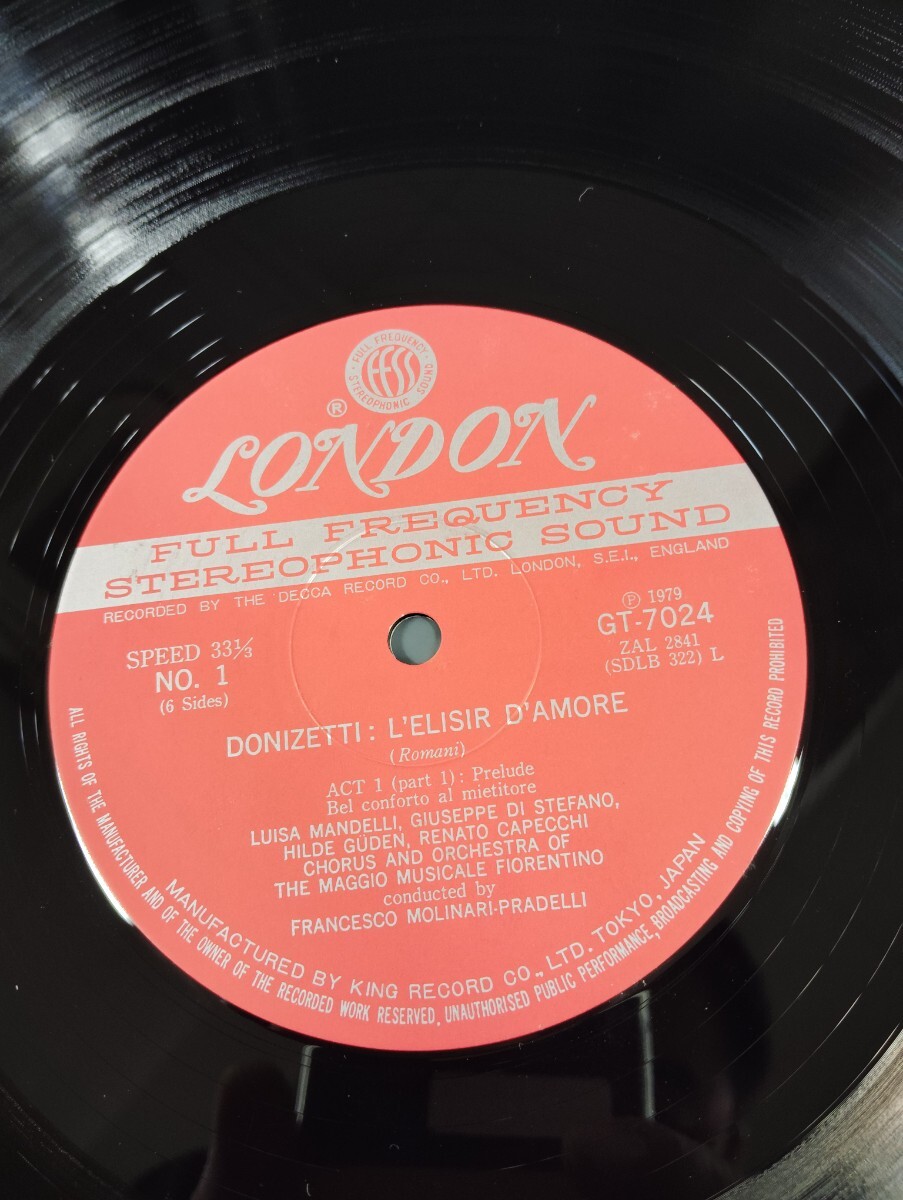 FULL FREQUENCY
STEREOPHONIC SOUND
FFSS
®
LONDON
FULL FREQUENCY
STEREOPHONIC SOUND
RECORDED BY THE DECCA RECORD CO., LTD. LONDON, S.E.I., ENGLAND
SPEED 33⅓
NO. 1
(6 Sides)
Ⓟ 1979
GT-7024
ZAL 2841
(SDLB 322) L
DONIZETTI: L'ELISIR D'AMORE
(Romani)
ACT 1 (part 1): Prelude
Bel conforto al mietitore
LUISA MANDELLI, GIUSEPPE DI STEFANO,
HILDE GÜDEN, RENATO CAPECCHI
CHORUS AND ORCHESTRA OF
THE MAGGIO MUSICALE FIORENTINO
conducted by
FRANCESCO MOLINARI-PRADELLI
MANUFACTURED BY KING RECORD CO., LTD. TOKYO, JAPAN
ALL RIGHTS OF THE MANUFACTURER AND OF THE OWNER OF THE RECORDED WORK RESERVED, UNAUTHORISED PUBLIC PERFORMANCE, BROADCASTING AND COPYING OF THIS RECORD PROHIBITED